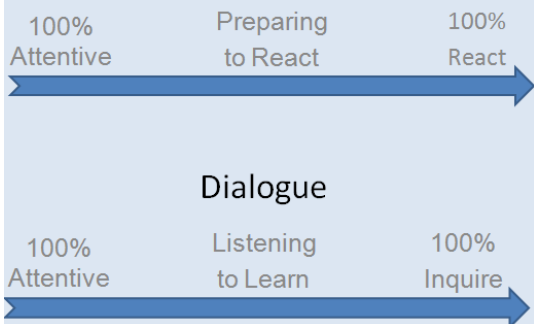 100% Preparing 100%
Attentive to React React
Dialogue
100% Listening 100%
Attentive to Learn Inquire